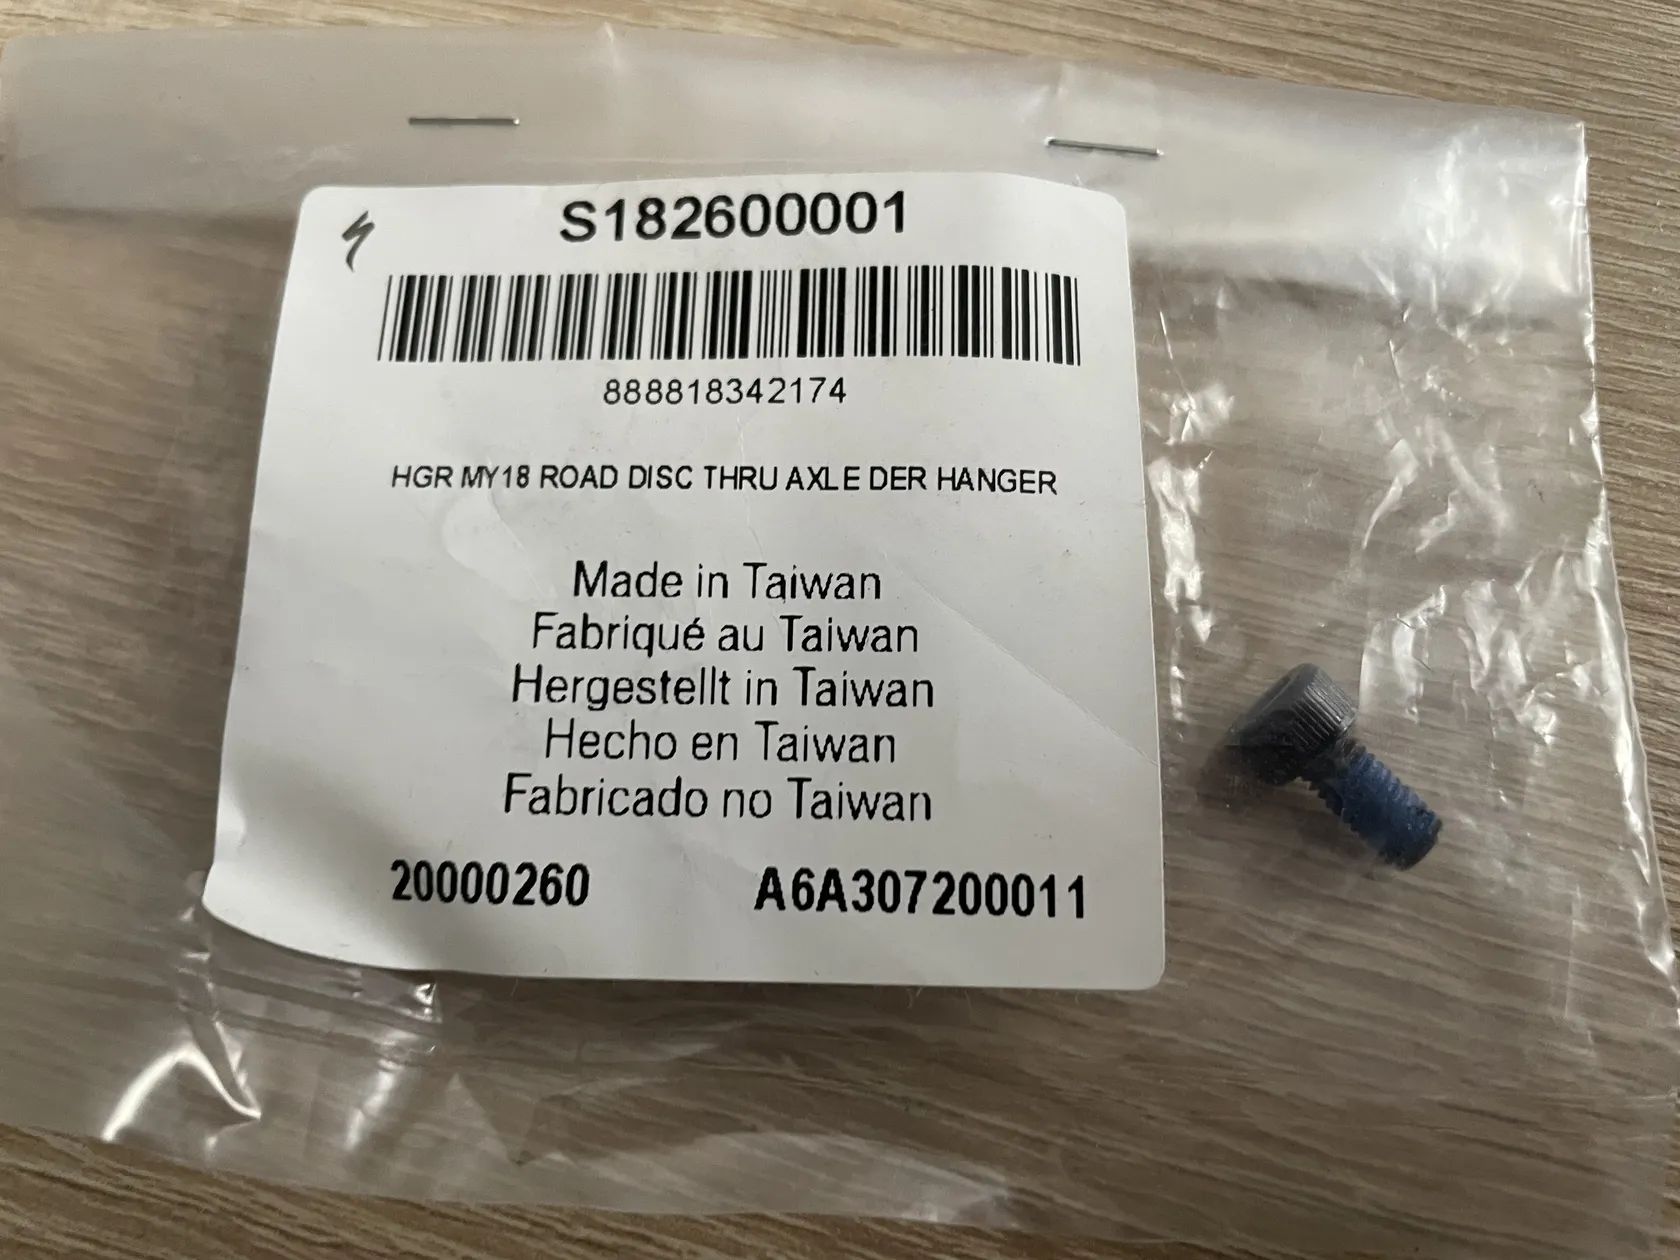 S182600001
888818342174
HGR MY18 ROAD DISC THRU AXLE DER HANGER
Made in Taiwan
Fabriqué au Taiwan
Hergestellt in Taiwan
Hecho en Taiwan
Fabricado no Taiwan
20000260 A6A307200011